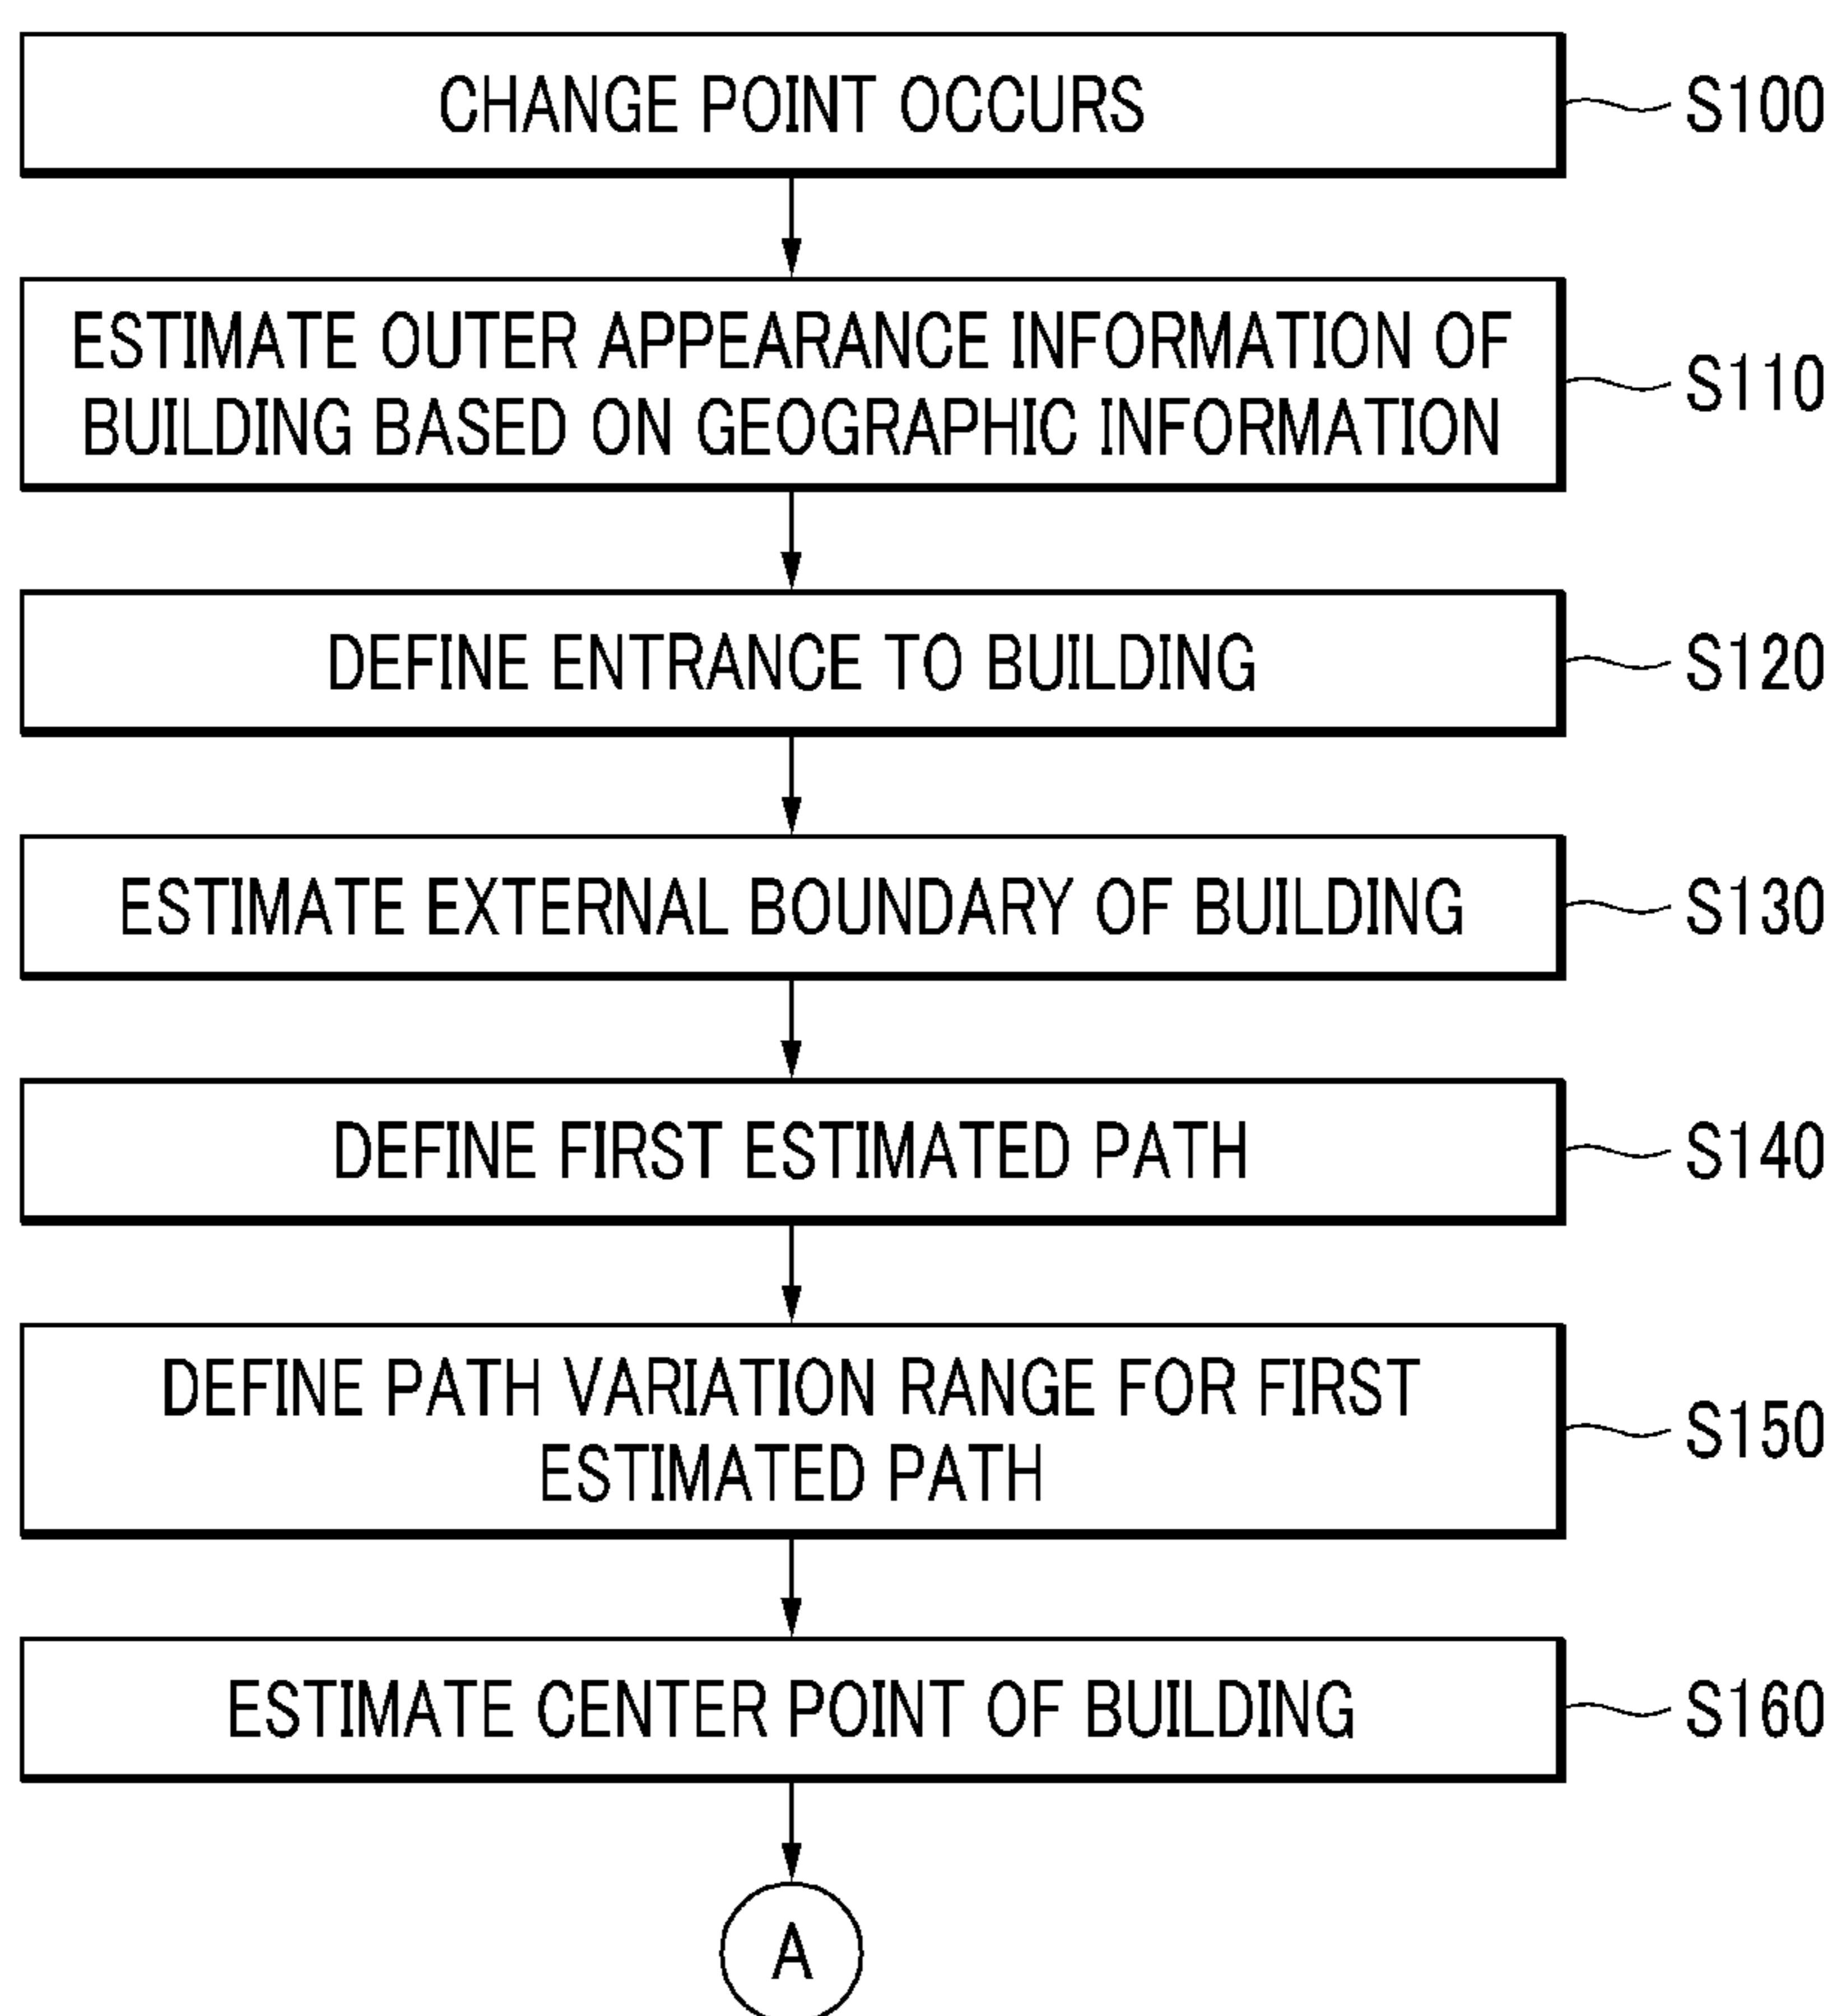 CHANGE POINT OCCURS
S100
ESTIMATE OUTER APPEARANCE INFORMATION OF
BUILDING BASED ON GEOGRAPHIC INFORMATION
S110
DEFINE ENTRANCE TO BUILDING
S120
ESTIMATE EXTERNAL BOUNDARY OF BUILDING
S130
DEFINE FIRST ESTIMATED PATH
S140
DEFINE PATH VARIATION RANGE FOR FIRST
ESTIMATED PATH
S150
ESTIMATE CENTER POINT OF BUILDING
S160
A